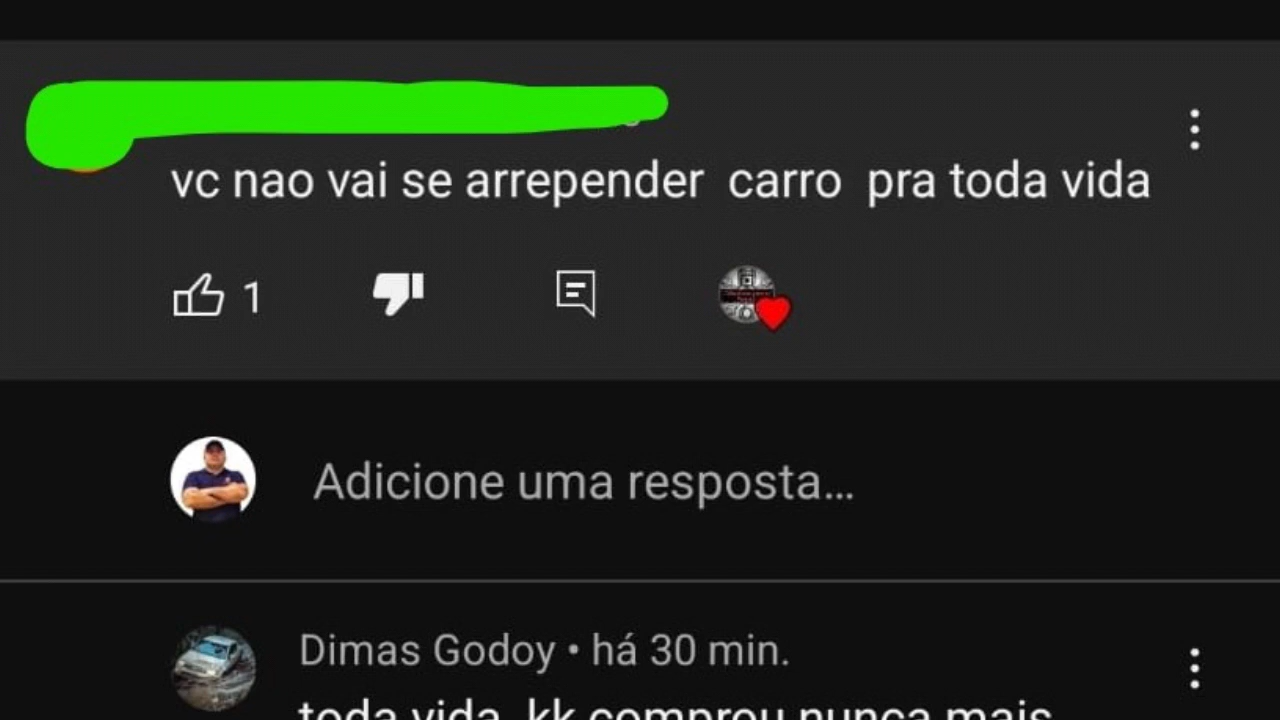 vc nao vai se arrepender carro pra toda vida
1
Adicione uma resposta...
Dimas Godoy • há 30 min.
toda vida kk comprou nunca mais